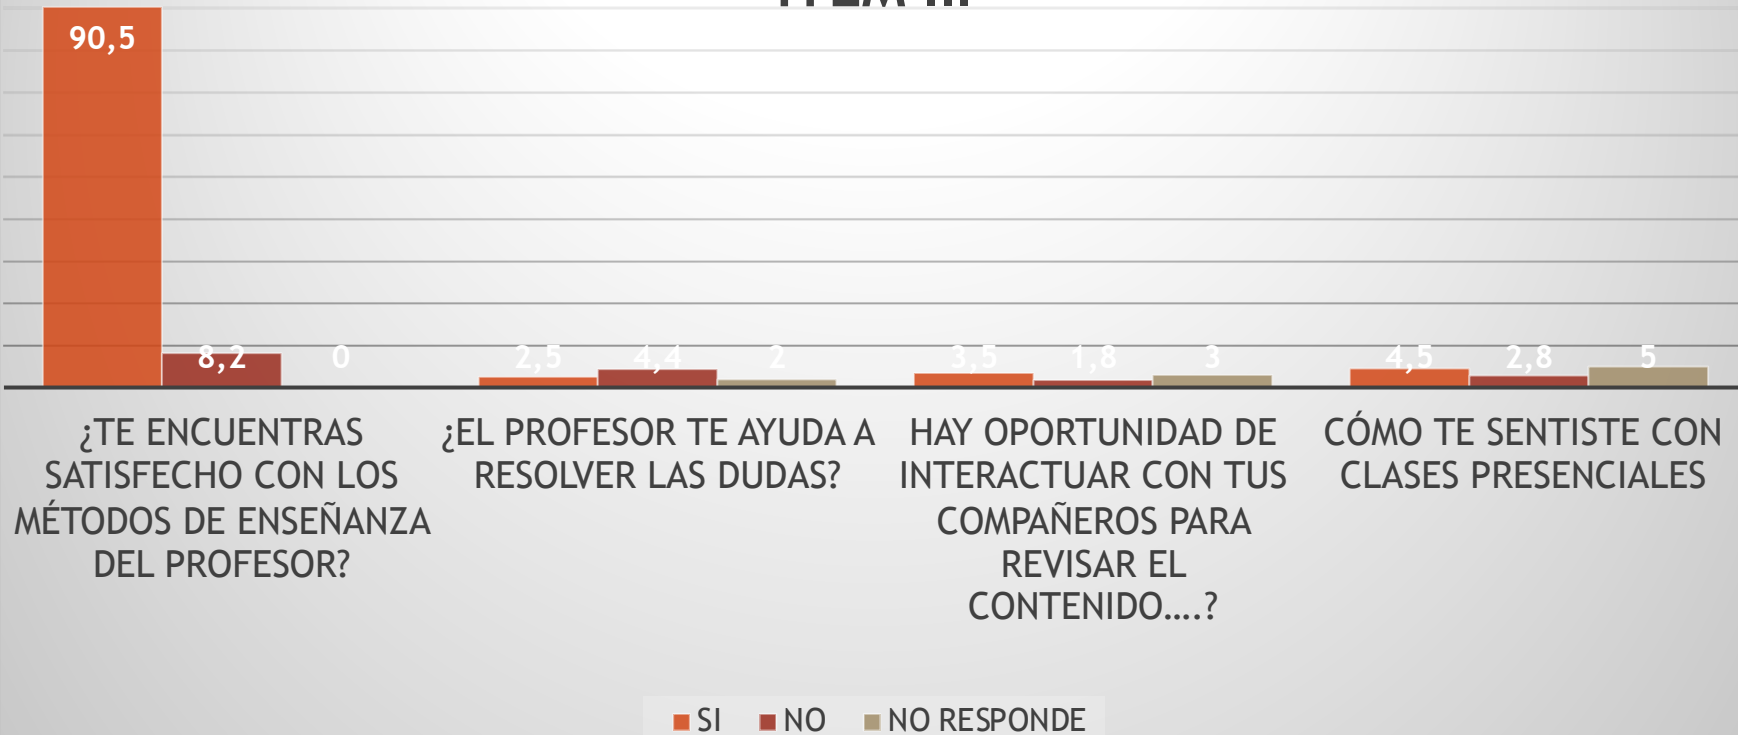 90,5
8,2 0 2,5 4,4 2 3,5 1,8 3 4,5 2,8 5
¿TE ENCUENTRAS
SATISFECHO CON LOS
MÉTODOS DE ENSEÑANZA
DEL PROFESOR?
¿EL PROFESOR TE AYUDA A
RESOLVER LAS DUDAS?
HAY OPORTUNIDAD DE
INTERACTUAR CON TUS
COMPAÑEROS PARA
REVISAR EL
CONTENIDO....?
CÓMO TE SENTISTE CON
CLASES PRESENCIALES
SI NO NO RESPONDE